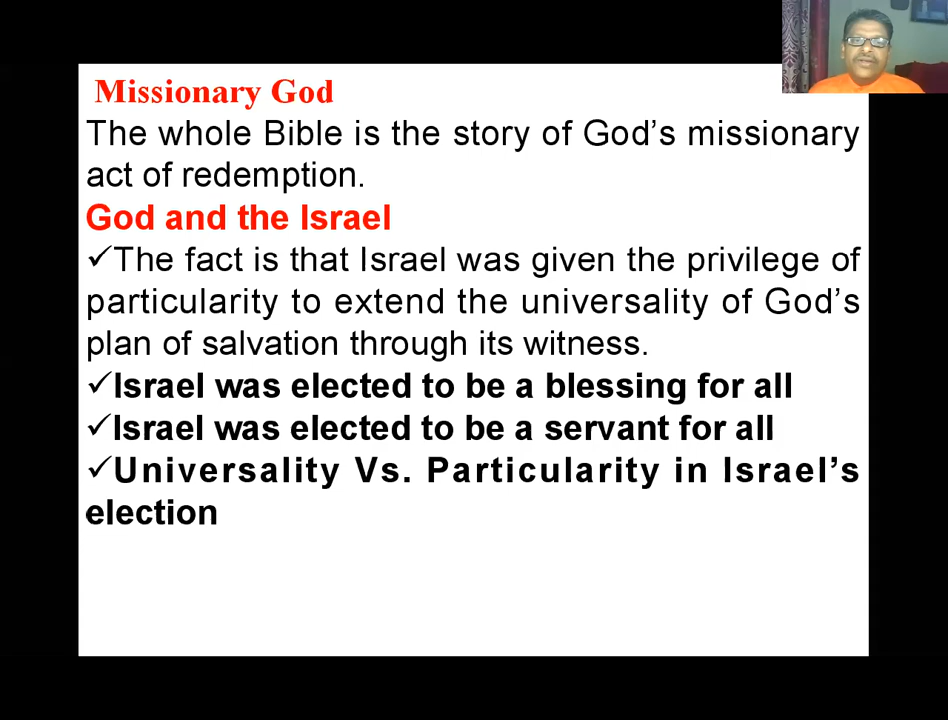 Missionary God
The whole Bible is the story of God’s missionary
act of redemption.
God and the Israel
✓The fact is that Israel was given the privilege of
particularity to extend the universality of God’s
plan of salvation through its witness.
✓Israel was elected to be a blessing for all
✓Israel was elected to be a servant for all
✓Universality Vs. Particularity in Israel’s
election